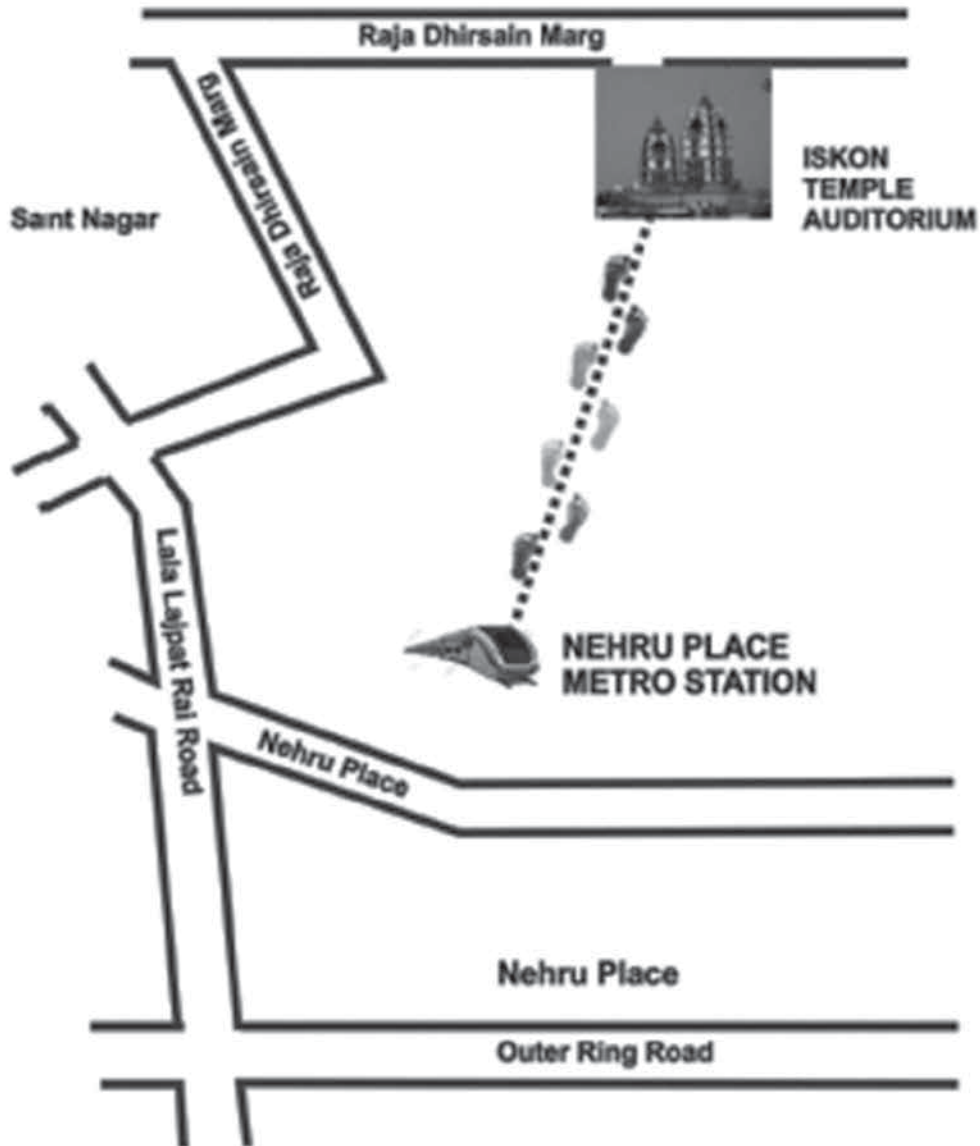 Raja Dhirsain Marg
Raja Dhirsain Marg
ISKON
TEMPLE
AUDITORIUM
Sant Nagar
Lala Lajpat Rai Road
NEHRU PLACE
METRO STATION
Nehru Place
Nehru Place
Outer Ring Road